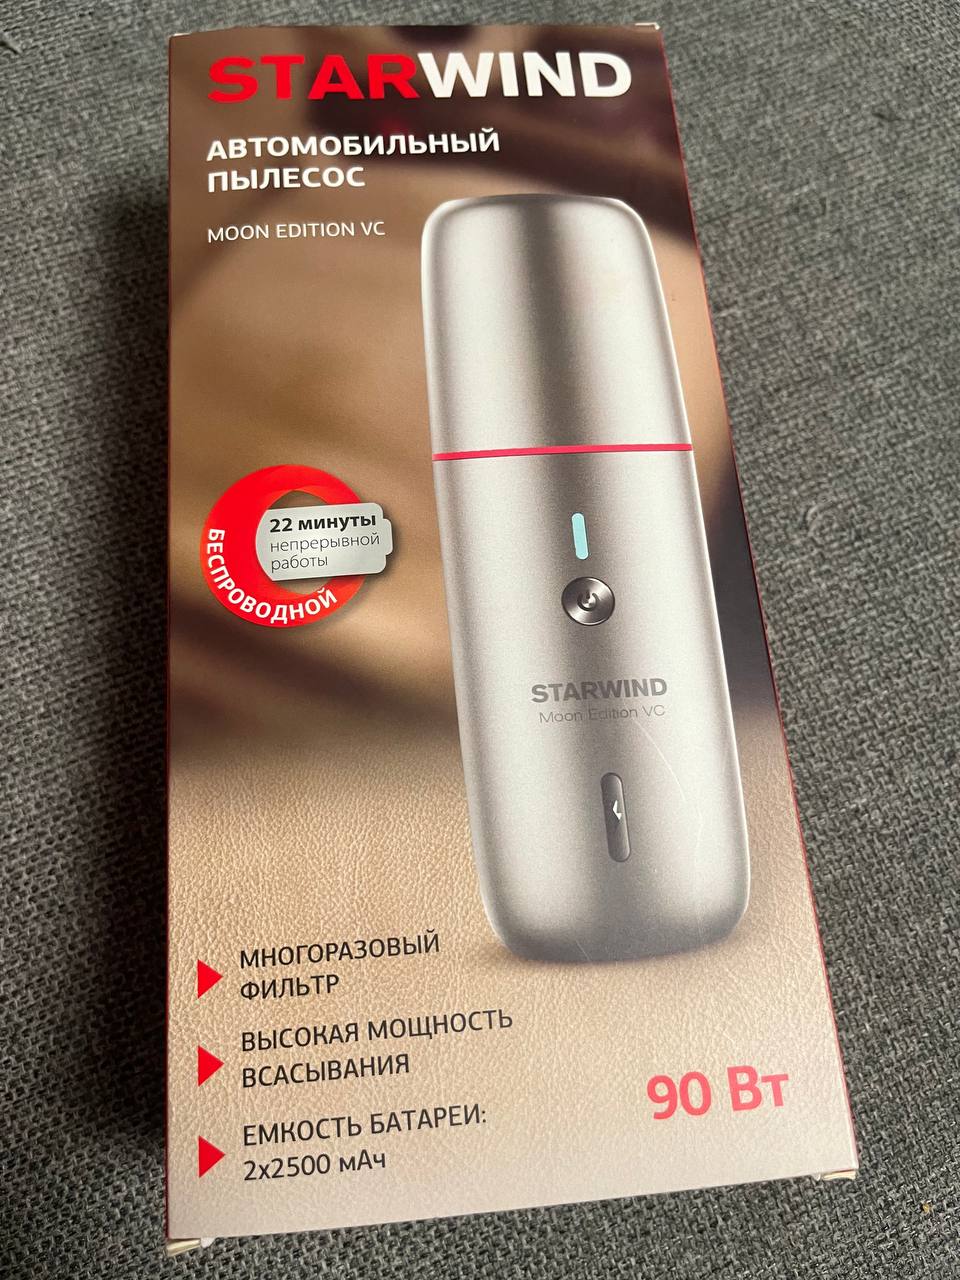 STARWIND
АВТОМОБИЛЬНЫЙ
ПЫЛЕСОС
MOON EDITION VC
22 минуты
непрерывной
работы
БЕСПРОВОДНОЙ
STARWIND
Moon Edition VC
МНОГОРАЗОВЫЙ
ФИЛЬТР
ВЫСОКАЯ МОЩНОСТЬ
ВСАСЫВАНИЯ
ЕМКОСТЬ БАТАРЕИ:
2x2500 мАч
90 Вт